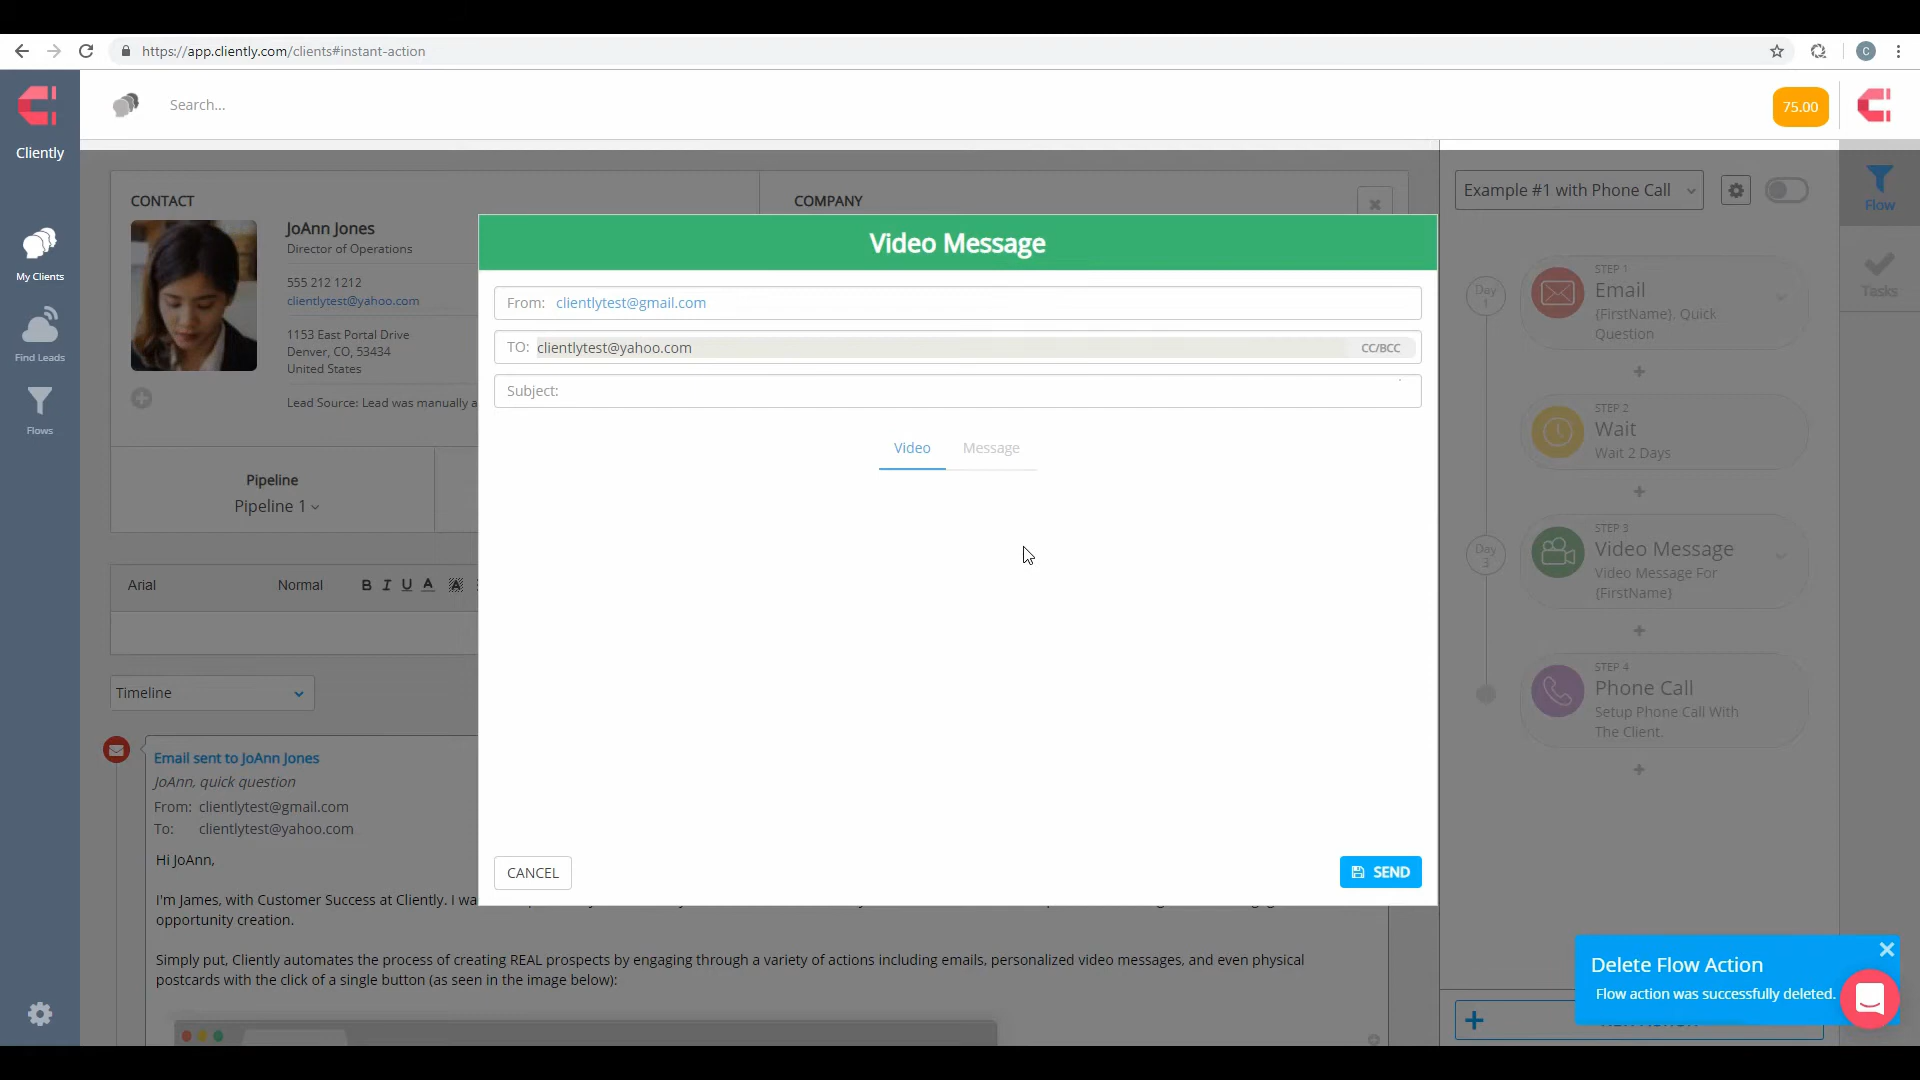 https://app.cliently.com/clients#instant-action
C
Cliently
Search...
75.00
My Clients
Find Leads
Flows
CONTACT
JoAnn Jones
Director of Operations
555 212 1212
clientlytest@yahoo.com
1153 East Portal Drive
Denver, CO, 53434
United States
Lead Source: Lead was manually a
COMPANY
Pipeline
Pipeline 1
Arial Normal B I U A A
Timeline
Email sent to JoAnn Jones
JoAnn, quick question
From: clientlytest@gmail.com
To: clientlytest@yahoo.com
Hi JoAnn,
I'm James, with Customer Success at Cliently. I wa
opportunity creation.
Simply put, Cliently automates the process of creating REAL prospects by engaging through a variety of actions including emails, personalized video messages, and even physical
postcards with the click of a single button (as seen in the image below):
Video Message
From: clientlytest@gmail.com
TO: clientlytest@yahoo.com CC/BCC
Subject:
Video Message
CANCEL
SEND
Example #1 with Phone Call
Flow
Tasks
Day
1
STEP 1
Email
{FirstName}. Quick
Question
STEP 2
Wait
Wait 2 Days
Day
3
STEP 3
Video Message
Video Message For
{FirstName}
STEP 4
Phone Call
Setup Phone Call With
The Client.
Delete Flow Action
Flow action was successfully deleted.